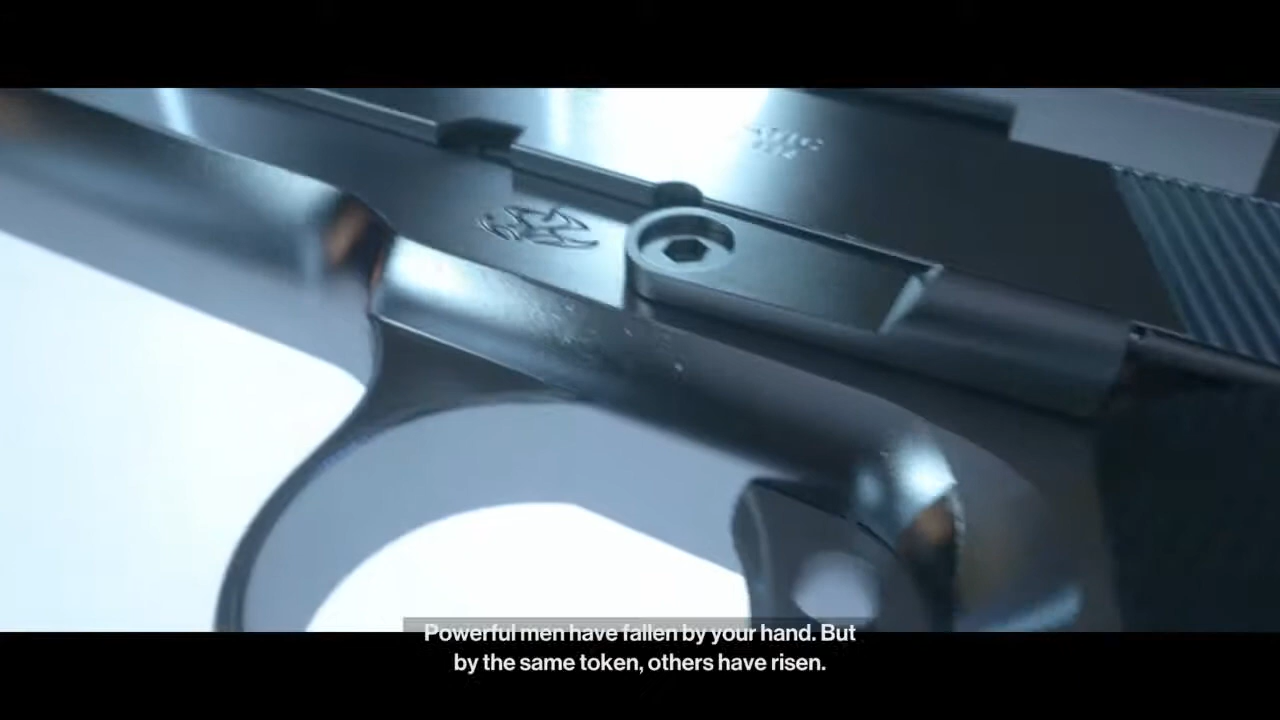 Powerful men have fallen by your hand. But
by the same token, others have risen.